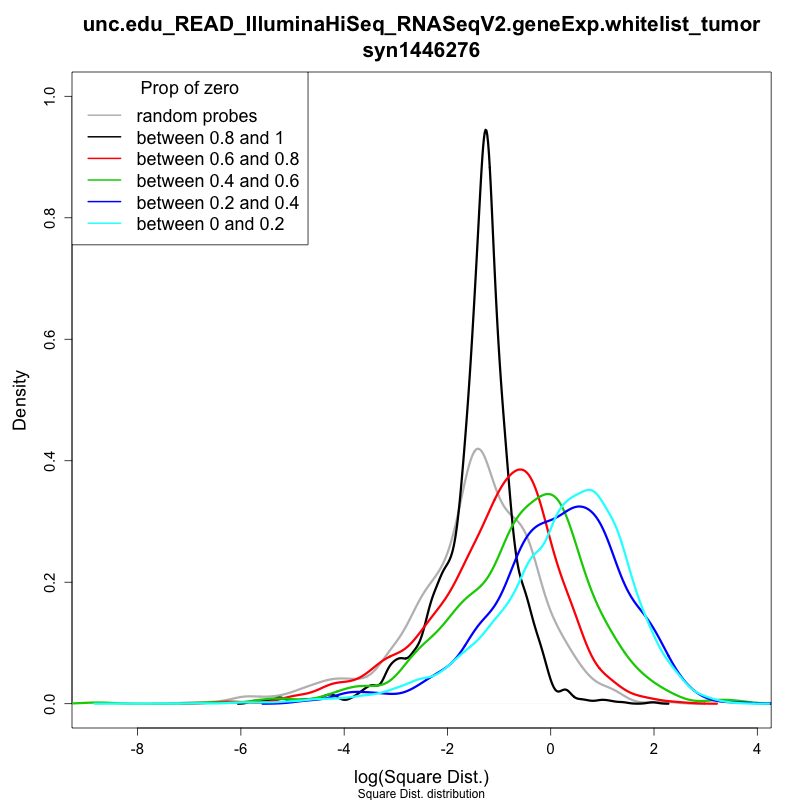 unc.edu_READ_IlluminaHiSeq_RNASeqV2.geneExp.whitelist_tumor
syn1446276
Prop of zero
random probes
between 0.8 and 1
between 0.6 and 0.8
between 0.4 and 0.6
between 0.2 and 0.4
between 0 and 0.2
Density
1.0
0.8
0.6
0.4
0.2
0.0
-8 -6 -4 -2 0 2 4
log(Square Dist.)
Square Dist. distribution